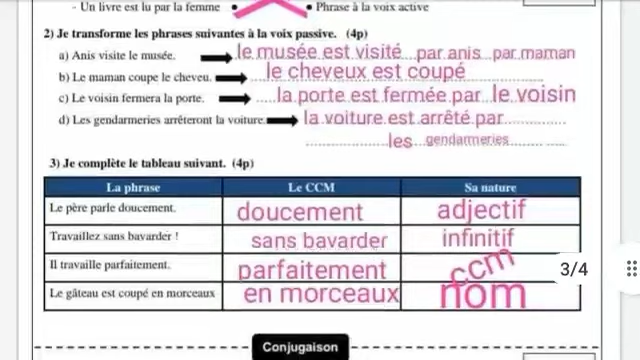 - Un livre est lu par la femme • • Phrase à la voix active
2) Je transforme les phrases suivantes à la voix passive. (4p)
a) Anis visite le musée. le musée est visité par anis par maman
b) Le maman coupe le cheveu. le cheveux est coupé
c) Le voisin fermera la porte. la porte est fermée par le voisin
d) Les gendarmeries arrêteront la voiture. la voiture est arrêté par
les gendarmeries
3) Je complète le tableau suivant. (4p)
La phrase Le CCM Sa nature
Le père parle doucement. doucement adjectif
Travaillez sans bavarder ! sans bavarder infinitif
Il travaille parfaitement. parfaitement ccm
Le gâteau est coupé en morceaux en morceaux nom
3/4
Conjugaison